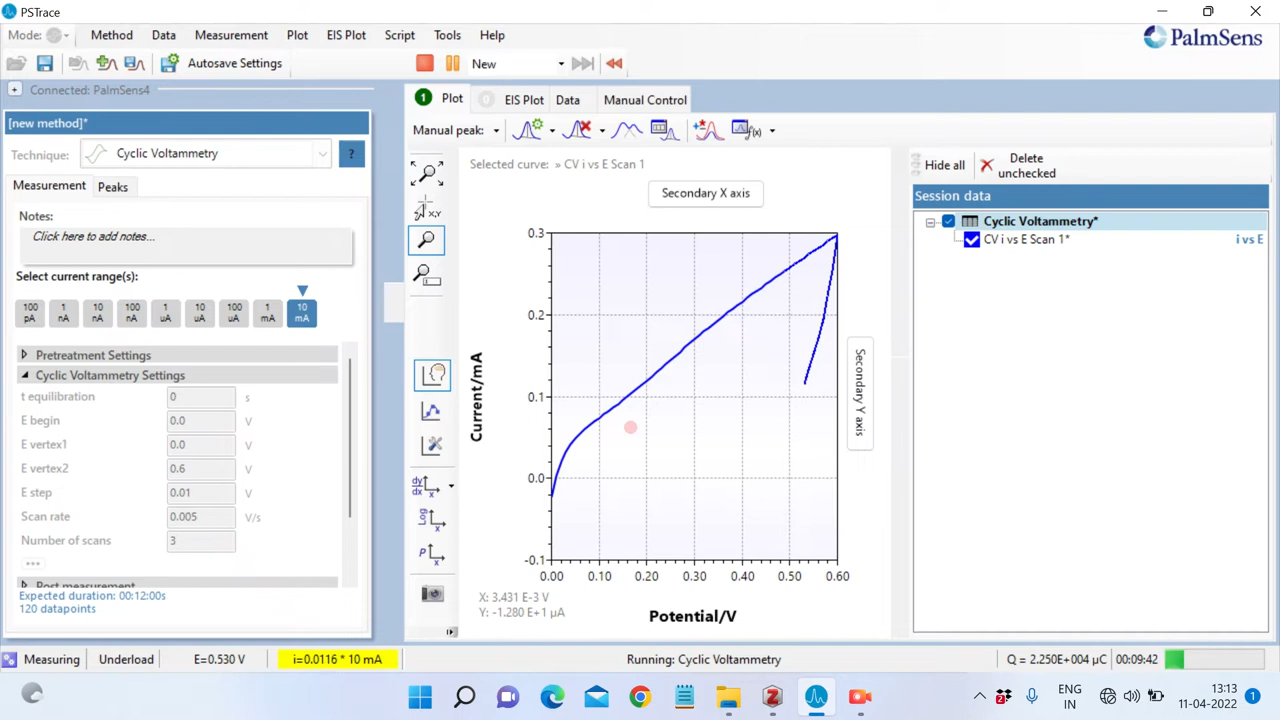 PSTrace
Mode:
Method
Data
Measurement
Plot
EIS Plot
Script
Tools
Help
PalmSens
Autosave Settings
New
Connected: PalmSens4
1 Plot
0 EIS Plot
Data
Manual Control
[new method]*
Technique:
Cyclic Voltammetry
?
Manual peak:
Measurement
Peaks
Selected curve: » CV i vs E Scan 1
Hide all
Delete
unchecked
Session data
Notes:
Click here to add notes...
Secondary X axis
Cyclic Voltammetry*
CV i vs E Scan 1*
i vs E
Select current range(s):
100 pA
1 nA
10 nA
100 nA
1 uA
10 uA
100 uA
1 mA
10 mA
Pretreatment Settings
Cyclic Voltammetry Settings
t equilibration 0 s
E begin 0.0 V
E vertex1 0.0 V
E vertex2 0.6 V
E step 0.01 V
Scan rate 0.005 V/s
Number of scans 3
Post measurement
Expected duration: 00:12:00s
120 datapoints
X,Y
dy/dx x
Log x
P x
Current/mA
0.3
0.2
0.1
0.0
-0.1
0.00 0.10 0.20 0.30 0.40 0.50 0.60
X: 3.431 E-3 V
Y: -1.280 E+1 µA
Potential/V
Secondary Y axis
Measuring
Underload
E=0.530 V
i=0.0116 * 10 mA
Running: Cyclic Voltammetry
Q = 2.250E+004 µC
00:09:42
2
ENG
IN
13:13
11-04-2022
1